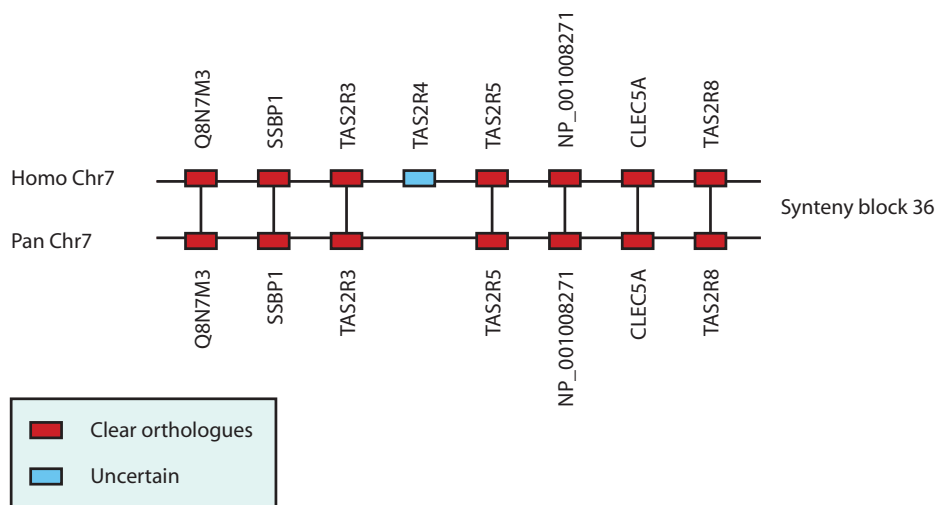 Q8N7M3
SSBP1
TAS2R3
TAS2R4
TAS2R5
NP_001008271
CLEC5A
TAS2R8
Homo Chr7
Synteny block 36
Pan Chr7
Q8N7M3
SSBP1
TAS2R3
TAS2R5
NP_001008271
CLEC5A
TAS2R8
Clear orthologues
Uncertain